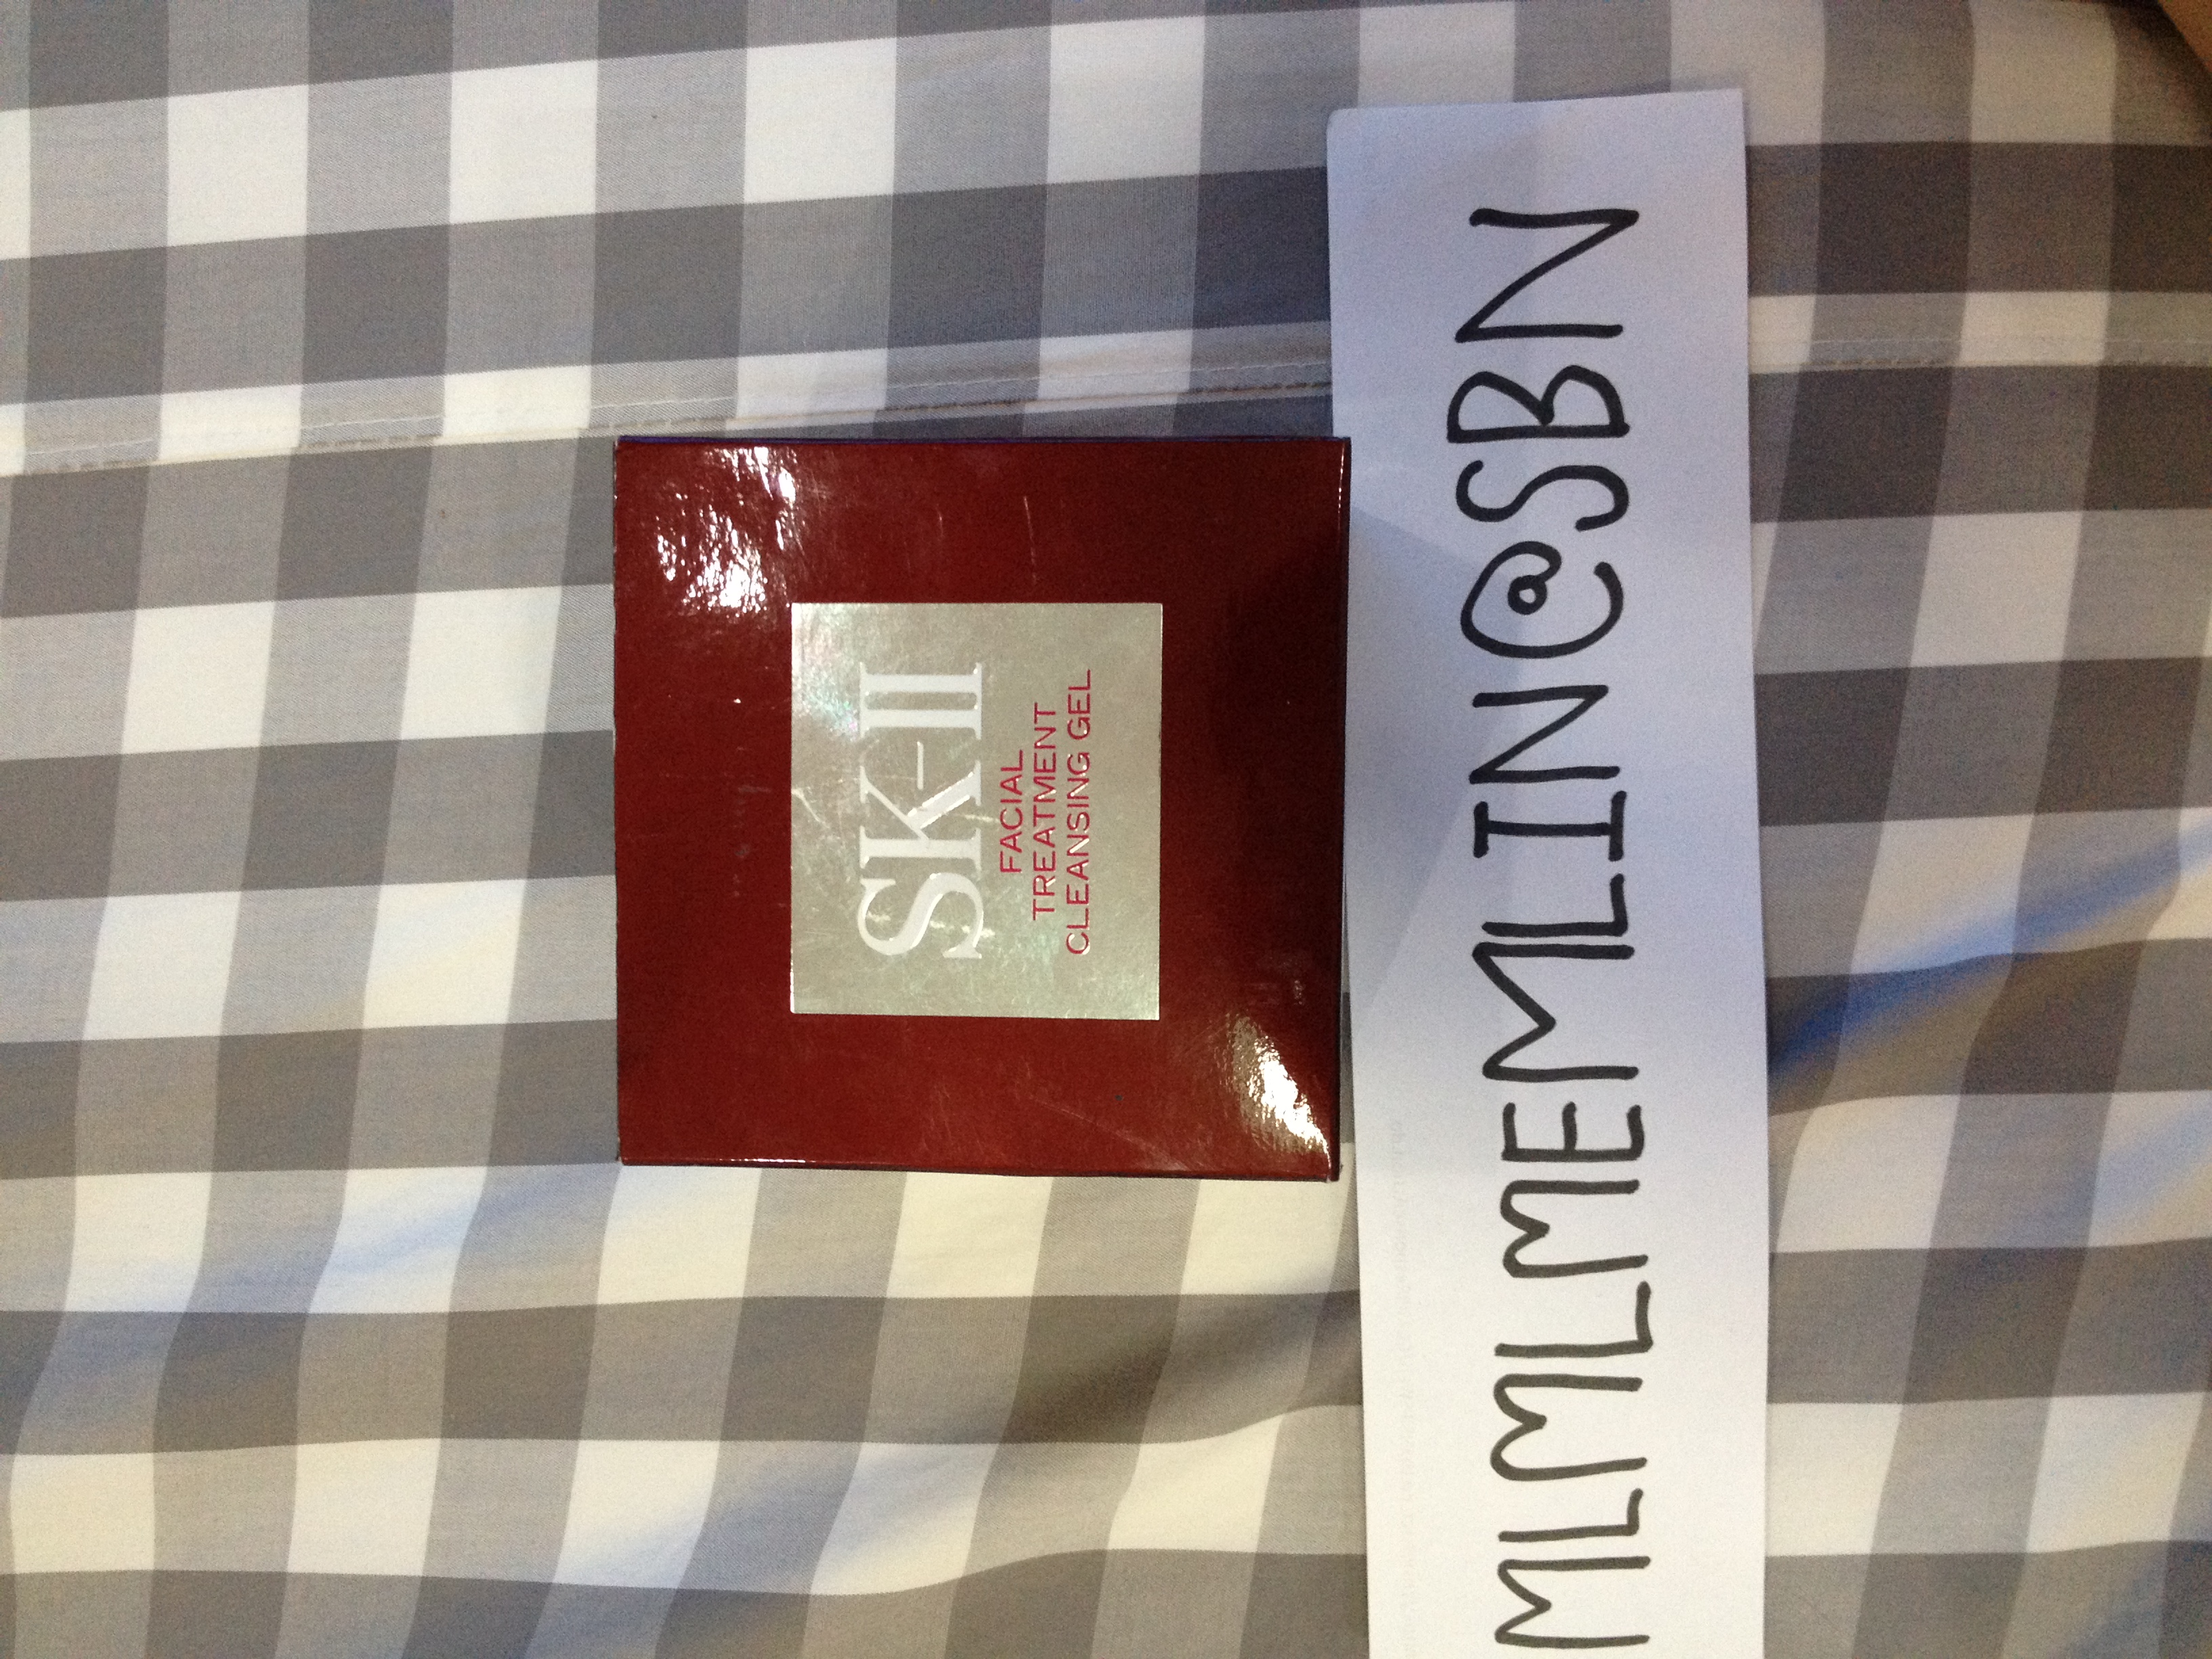 SK-II
FACIAL
TREATMENT
CLEANSING GEL
MLMLMEMLIN@SBN